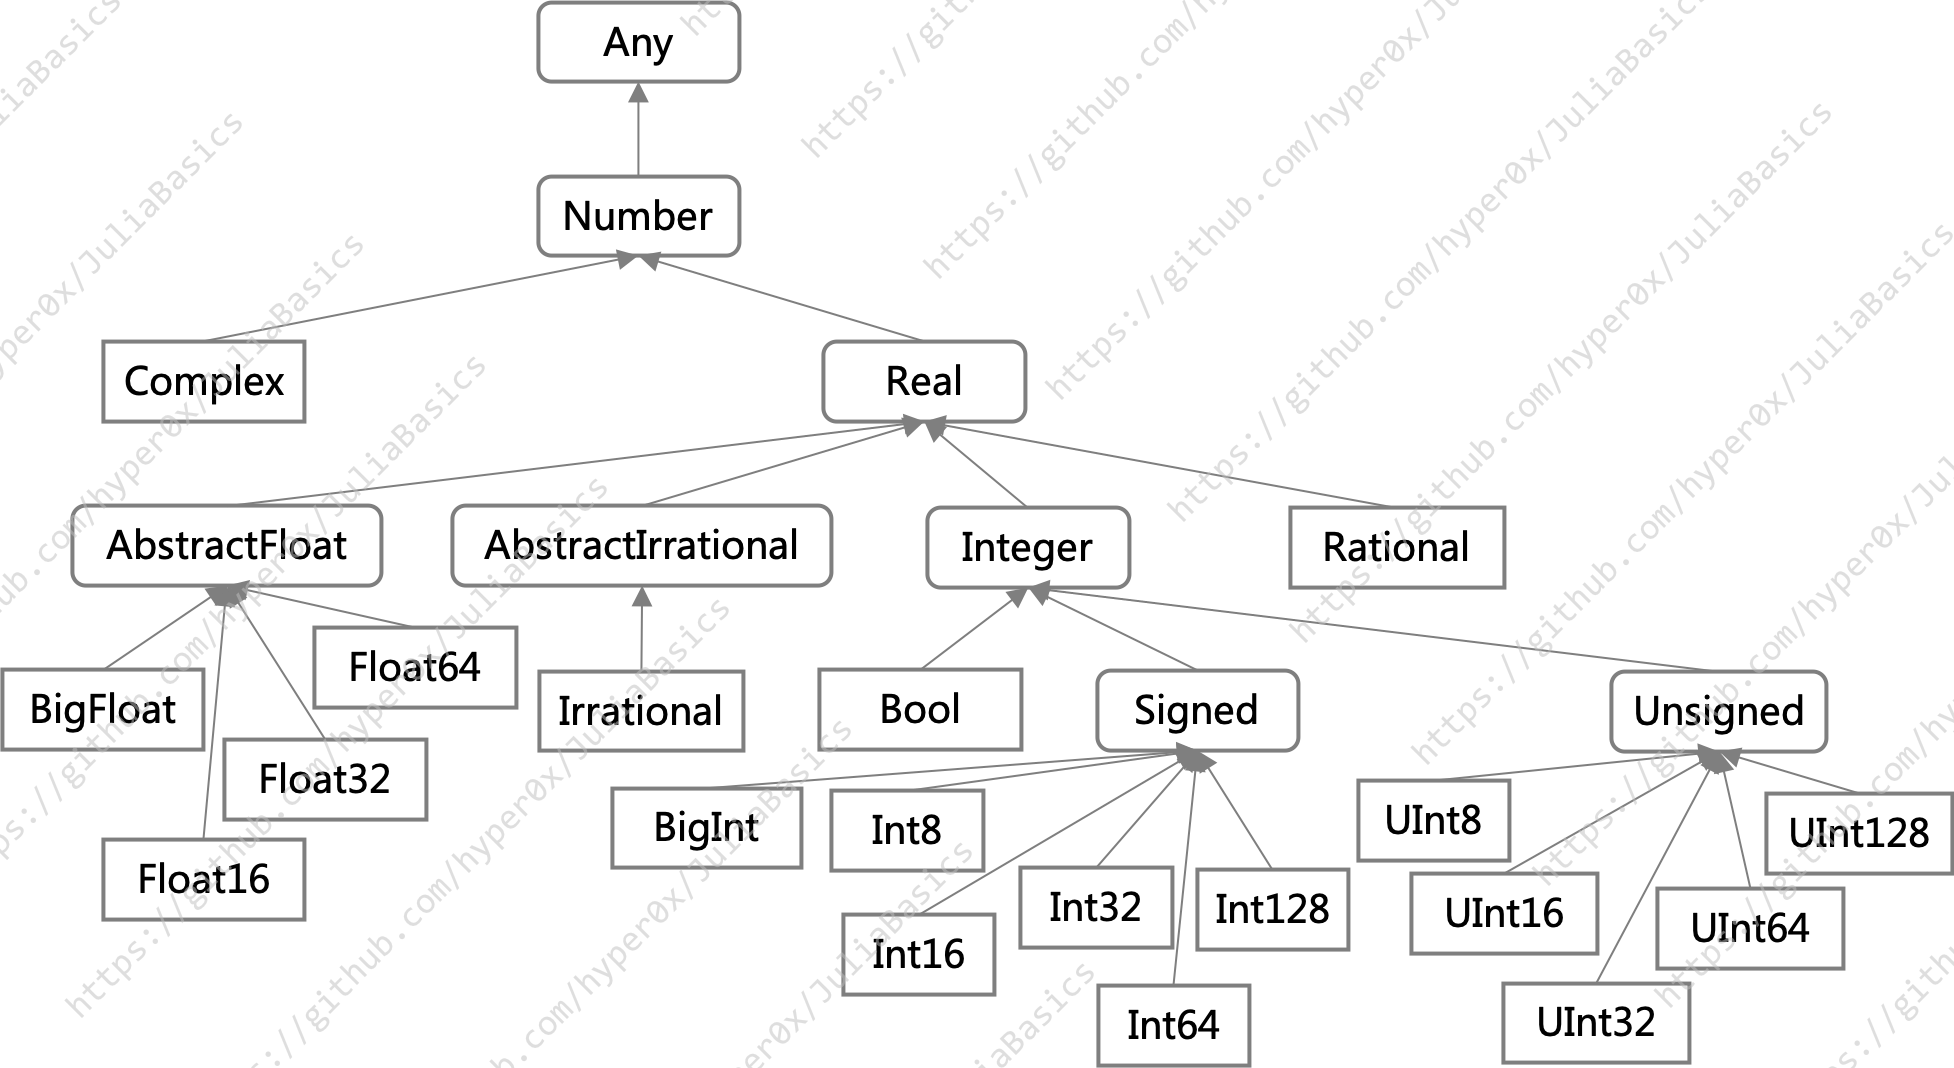 Any
Number
Complex
Real
AbstractFloat
AbstractIrrational
Integer
Rational
BigFloat
Float64
Float32
Float16
Irrational
Bool
Signed
Unsigned
BigInt
Int8
Int16
Int32
Int64
Int128
UInt8
UInt16
UInt32
UInt64
UInt128
https://github.com/hyper0x/JuliaBasics